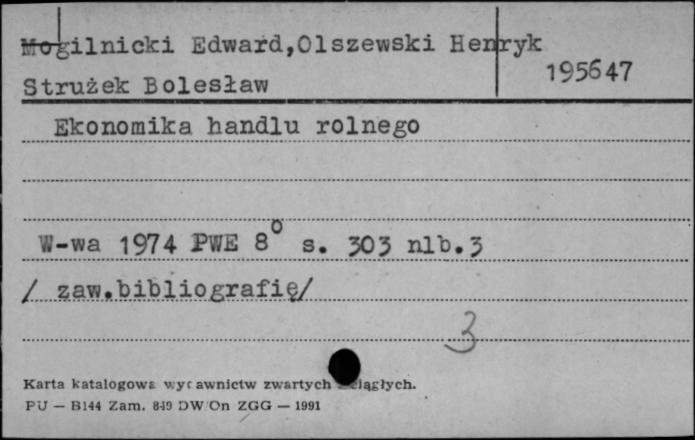 Mogilnicki Edward,Olszewski Henryk
195647
Strużek Bolesław
Ekonomika handlu rolnego
W-wa 1974 PWE 8° s. 303 nlb.3
/ zaw.bibliografię/
3
Karta katalogowa wydawnictw zwartych ciągłych.
PU — B144 Zam. 849 DW/On ZGG — 1991